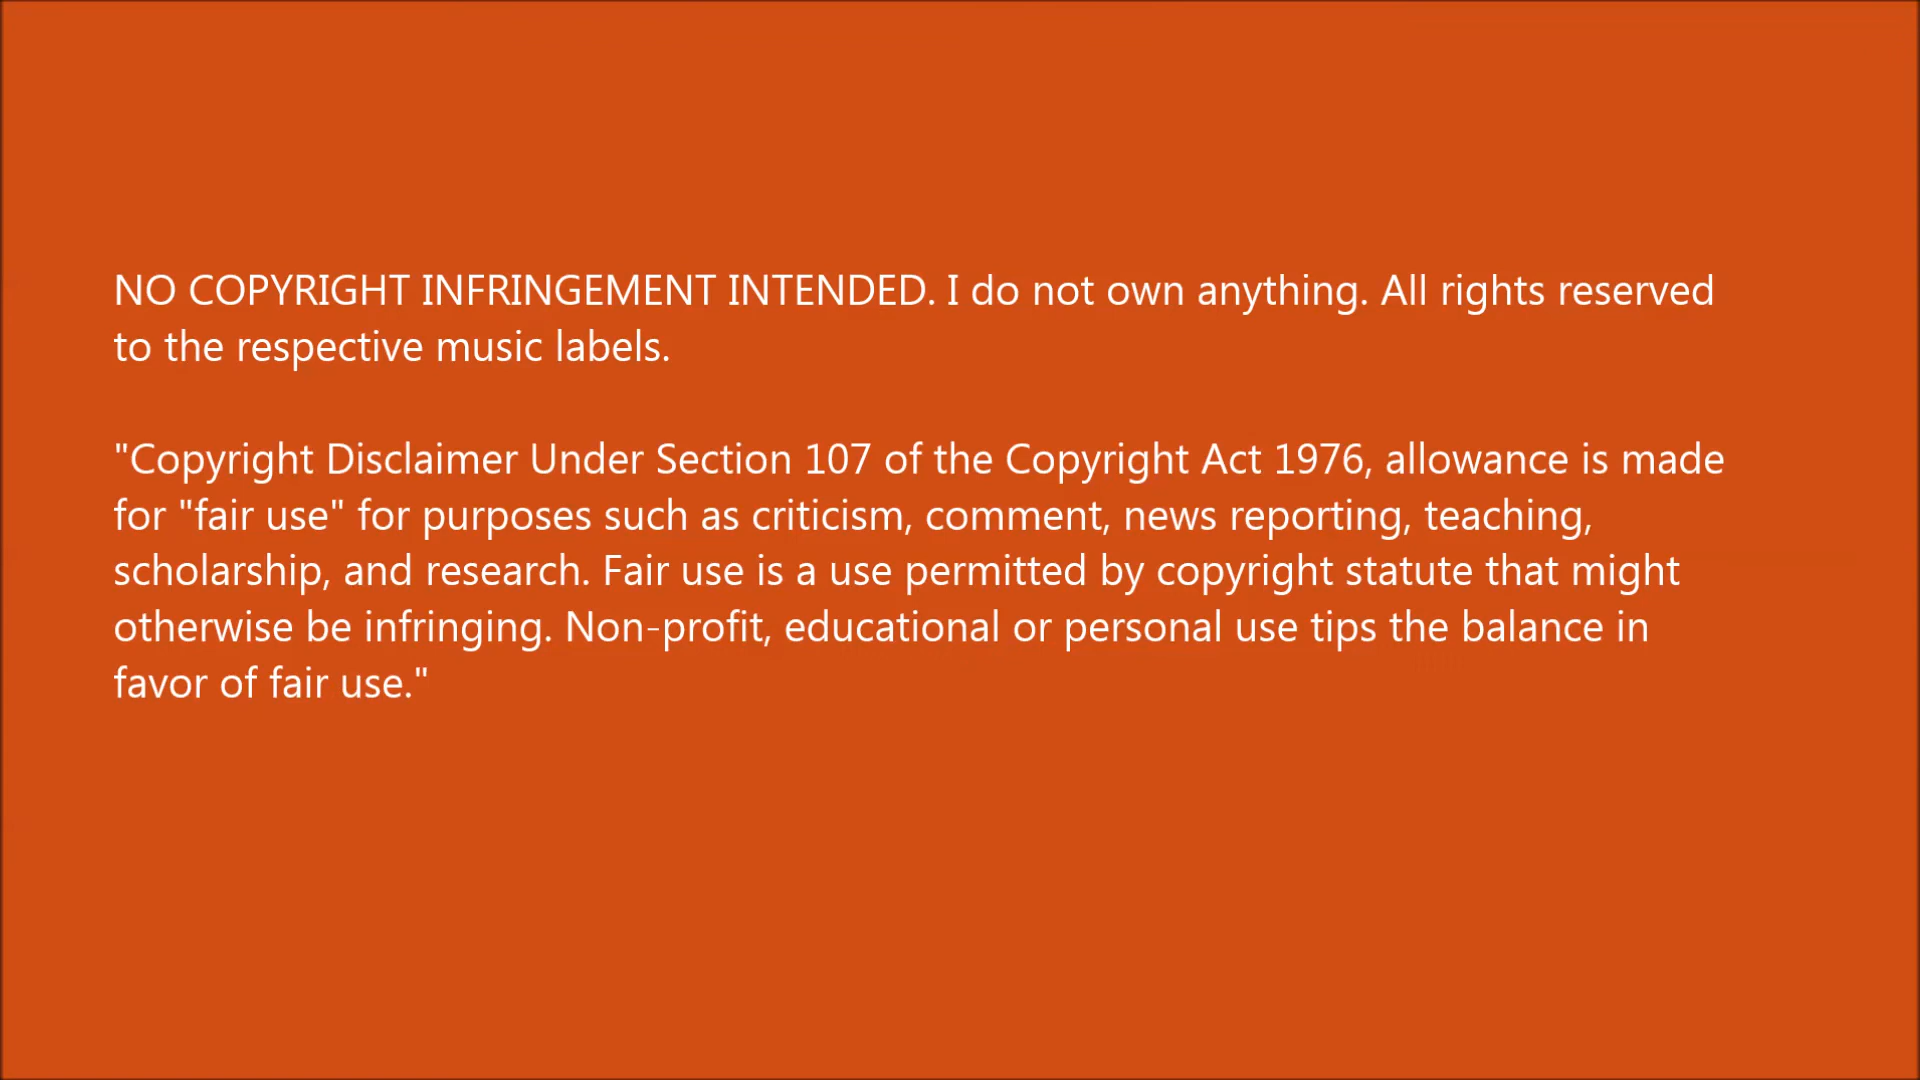 NO COPYRIGHT INFRINGEMENT INTENDED. I do not own anything. All rights reserved
to the respective music labels.
"Copyright Disclaimer Under Section 107 of the Copyright Act 1976, allowance is made
for "fair use" for purposes such as criticism, comment, news reporting, teaching,
scholarship, and research. Fair use is a use permitted by copyright statute that might
otherwise be infringing. Non-profit, educational or personal use tips the balance in
favor of fair use."